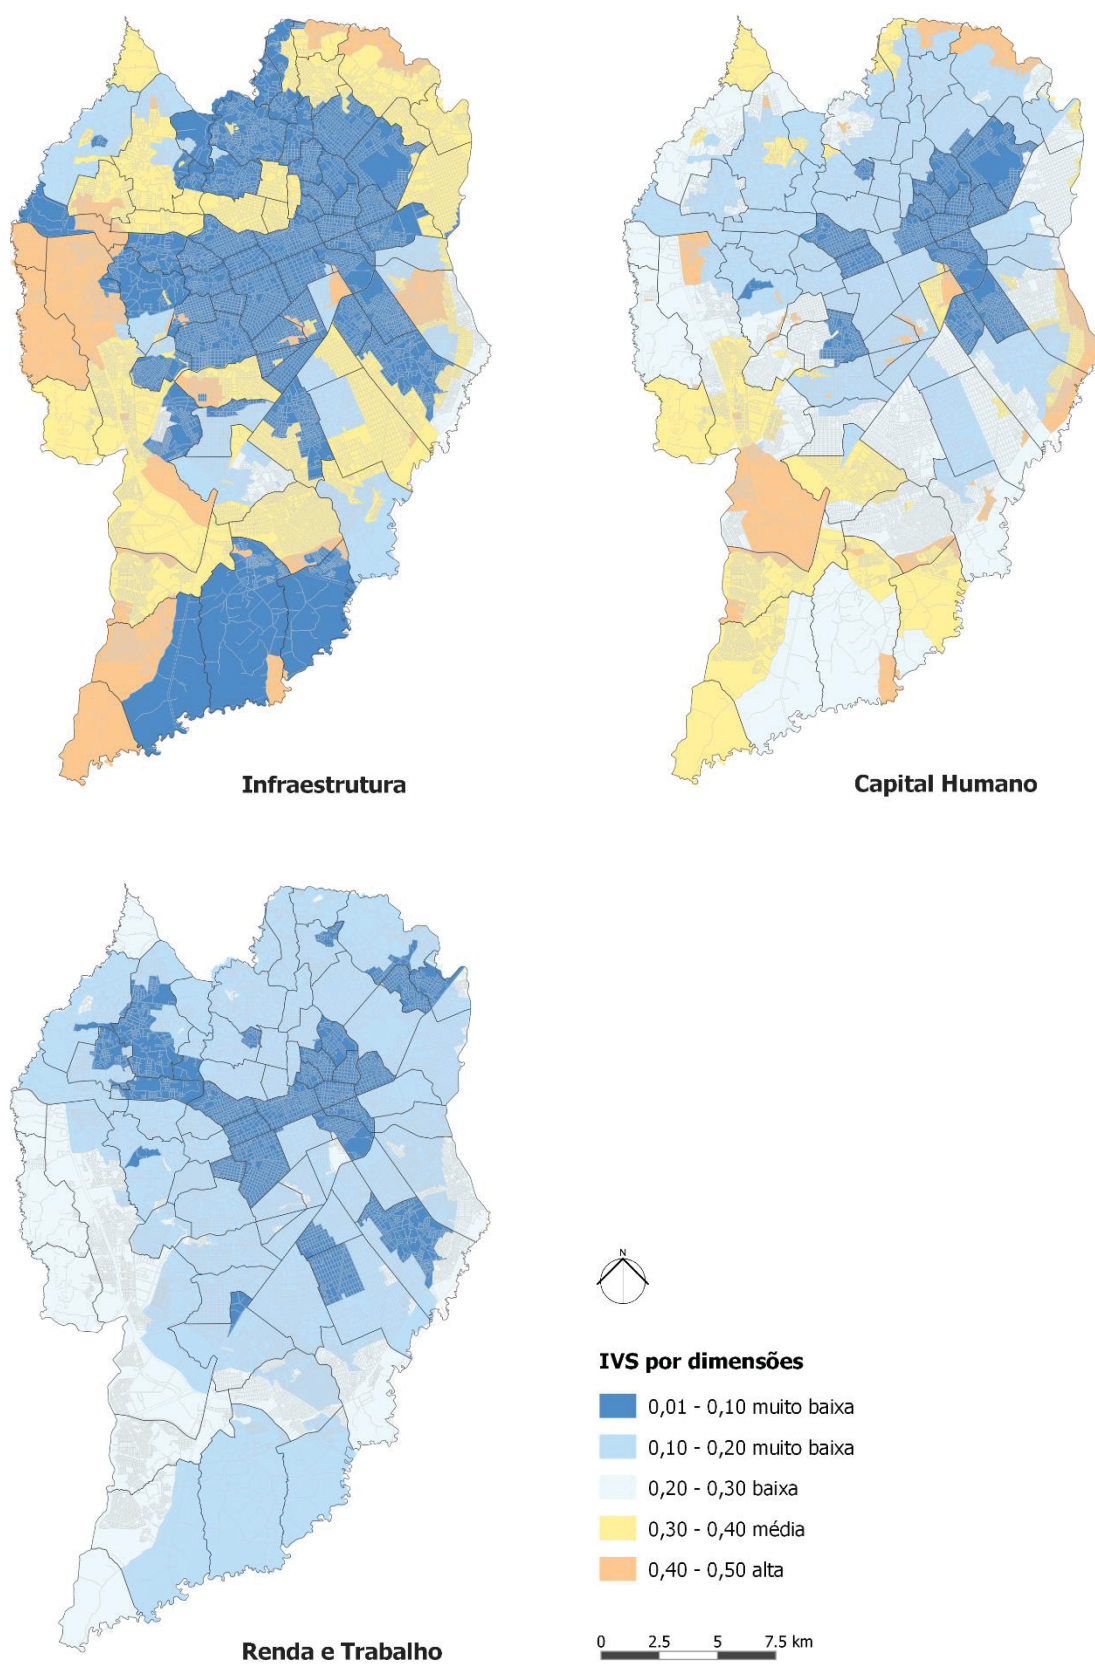 Infraestrutura
Capital Humano
Renda e Trabalho
N
IVS por dimensões
0,01 - 0,10 muito baixa
0,10 - 0,20 muito baixa
0,20 - 0,30 baixa
0,30 - 0,40 média
0,40 - 0,50 alta
0 2.5 5 7.5 km